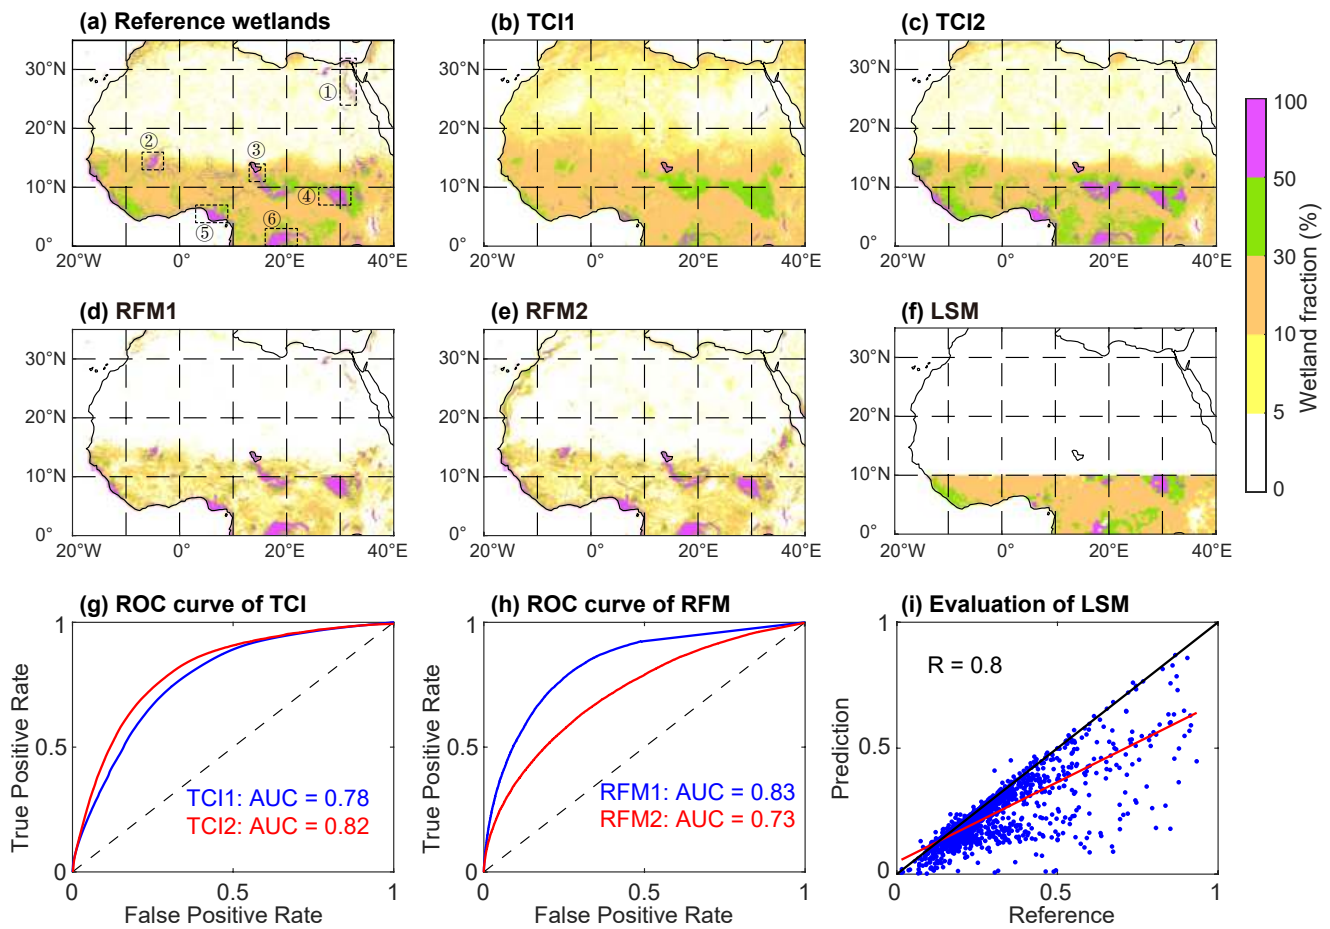 (a) Reference wetlands
(b) TCI1
(c) TCI2
30°N
20°N
10°N
0°
20°W
0°
20°E
40°E
①
②
③
④
⑤
⑥
30°N
20°N
10°N
0°
20°W
0°
20°E
40°E
30°N
20°N
10°N
0°
20°W
0°
20°E
40°E
100
50
30
10
5
0
Wetland fraction (%)
(d) RFM1
(e) RFM2
(f) LSM
30°N
20°N
10°N
0°
20°W
0°
20°E
40°E
30°N
20°N
10°N
0°
20°W
0°
20°E
40°E
30°N
20°N
10°N
0°
20°W
0°
20°E
40°E
(g) ROC curve of TCI
1
0.5
0
True Positive Rate
TCI1: AUC = 0.78
TCI2: AUC = 0.82
0
0.5
1
False Positive Rate
(h) ROC curve of RFM
1
0.5
0
True Positive Rate
RFM1: AUC = 0.83
RFM2: AUC = 0.73
0
0.5
1
False Positive Rate
(i) Evaluation of LSM
1
0.5
0
Prediction
R = 0.8
0
0.5
1
Reference